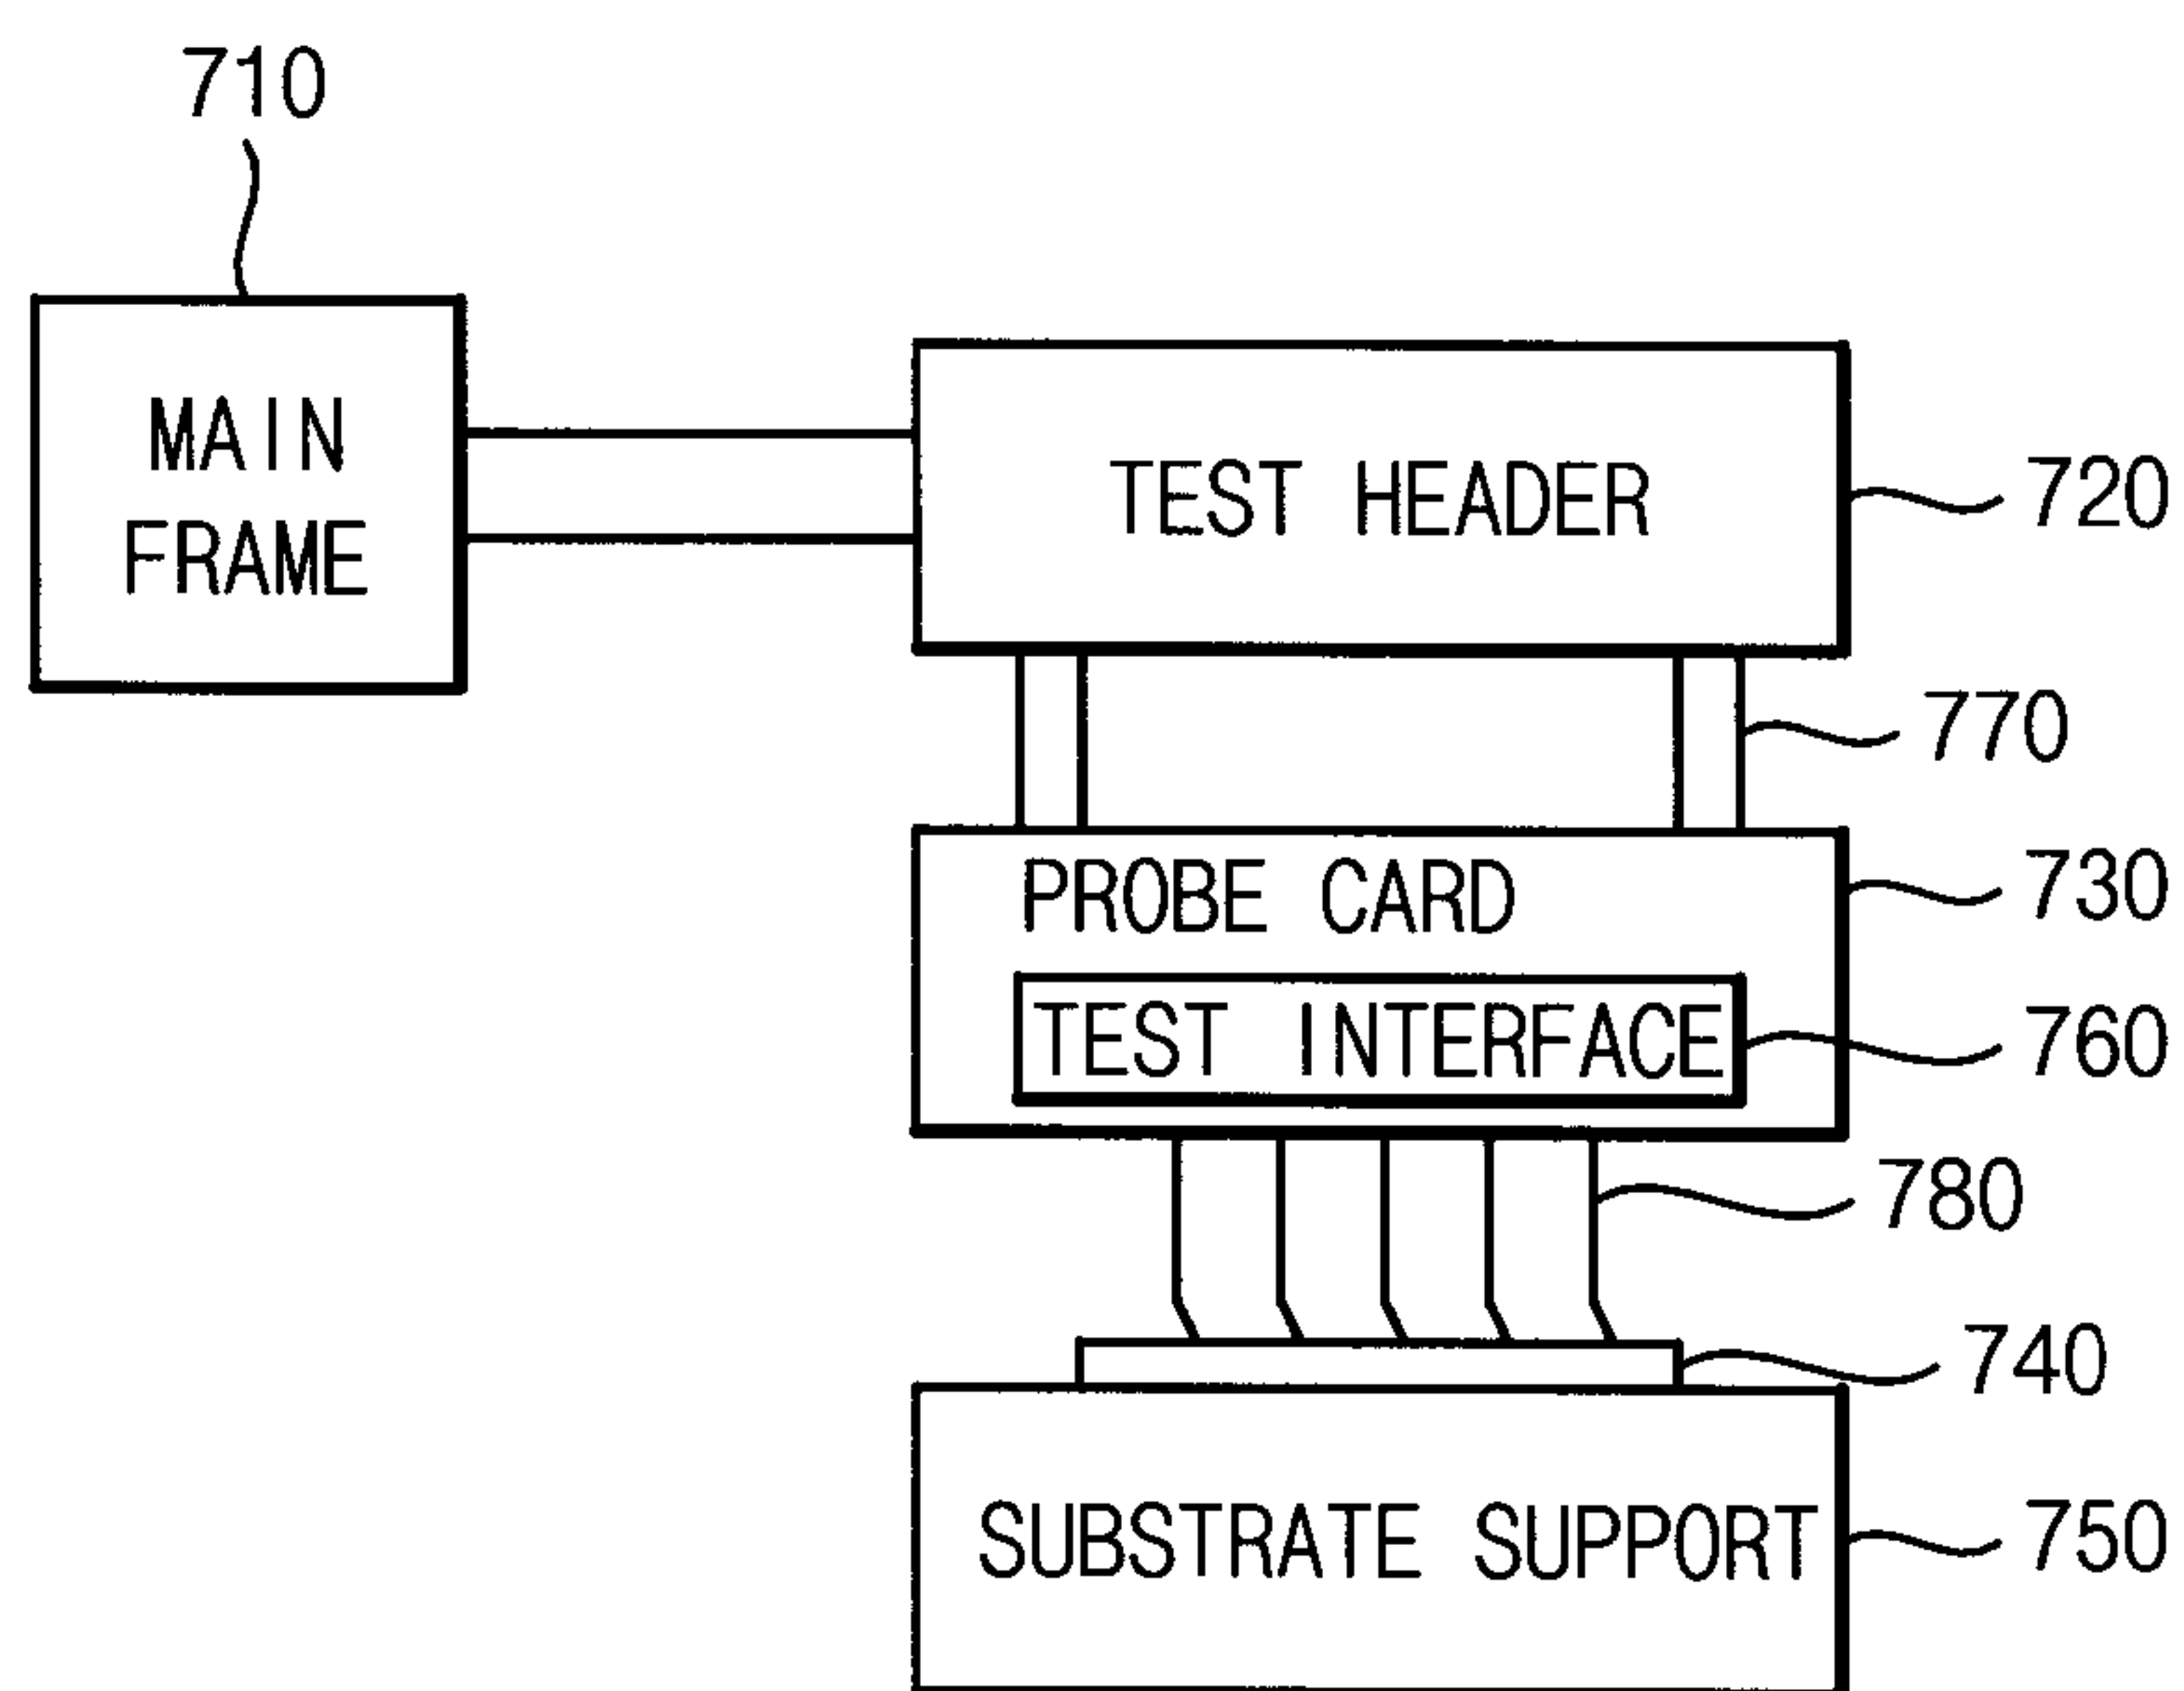 710
MAIN
FRAME
TEST HEADER
720
770
PROBE CARD
730
TEST INTERFACE
760
780
740
SUBSTRATE SUPPORT
750